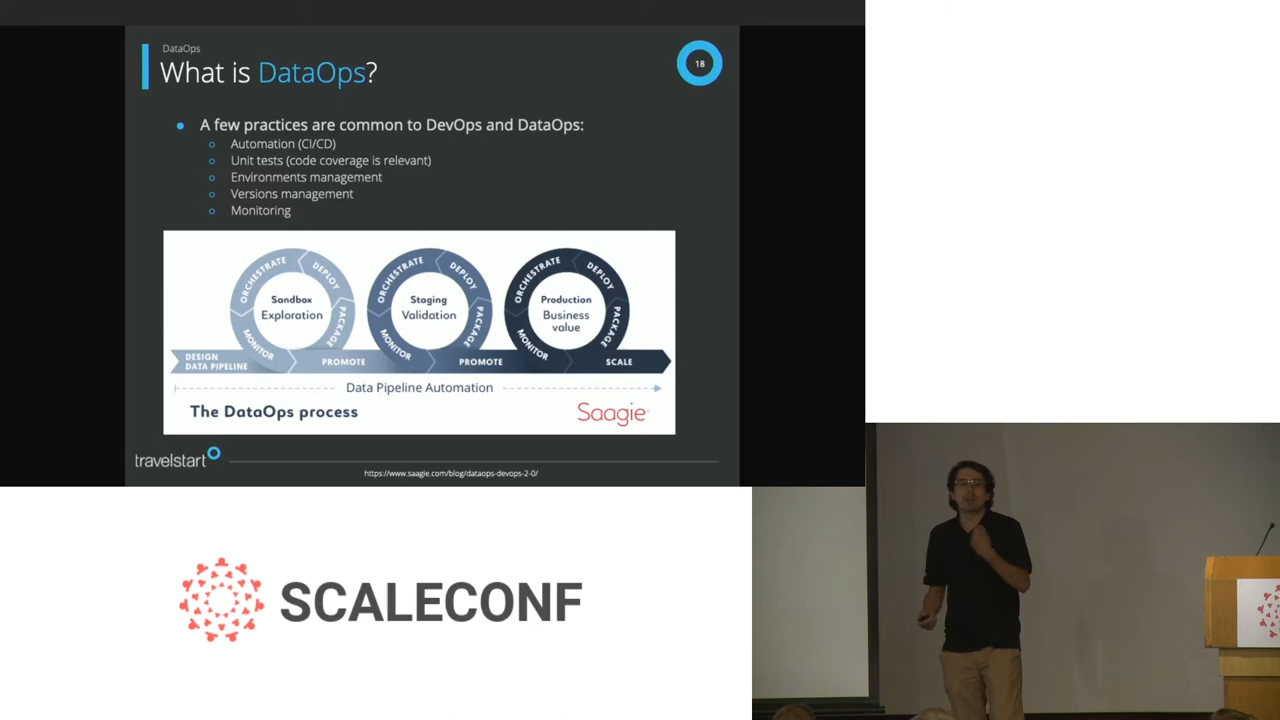 DataOps
What is DataOps?
18
A few practices are common to DevOps and DataOps:
Automation (CI/CD)
Unit tests (code coverage is relevant)
Environments management
Versions management
Monitoring
ORCHESTRATE
DEPLOY
PACKAGE
MONITOR
Sandbox
Exploration
ORCHESTRATE
DEPLOY
PACKAGE
MONITOR
Staging
Validation
ORCHESTRATE
DEPLOY
PACKAGE
MONITOR
Production
Business
value
DESIGN
DATA PIPELINE
PROMOTE
PROMOTE
SCALE
Data Pipeline Automation
The DataOps process
Saagie
travelstart
https://www.saagie.com/blog/dataops-devops-2-0/
SCALECONF